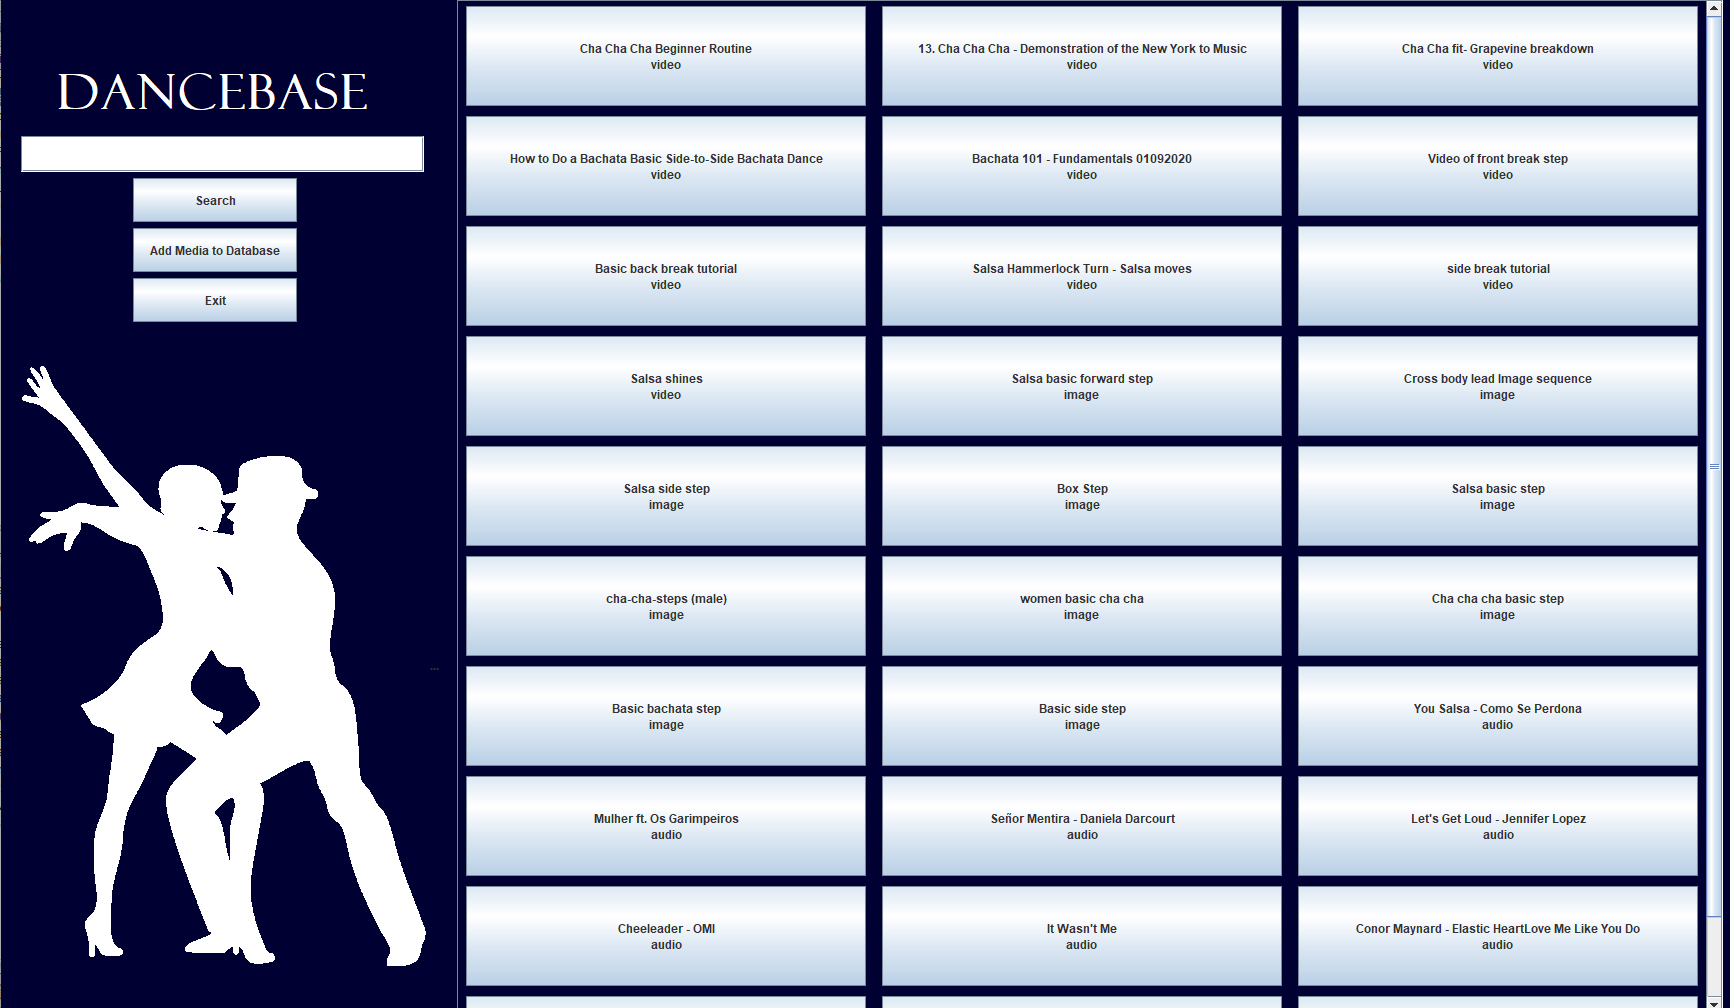 DANCEBASE
Search
Add Media to Database
Exit
Cha Cha Cha Beginner Routine
video
13. Cha Cha Cha - Demonstration of the New York to Music
video
Cha Cha fit- Grapevine breakdown
video
How to Do a Bachata Basic Side-to-Side Bachata Dance
video
Bachata 101 - Fundamentals 01092020
video
Video of front break step
video
Basic back break tutorial
video
Salsa Hammerlock Turn - Salsa moves
video
side break tutorial
video
Salsa shines
video
Salsa basic forward step
image
Cross body lead Image sequence
image
Salsa side step
image
Box Step
image
Salsa basic step
image
cha-cha-steps (male)
image
women basic cha cha
image
Cha cha cha basic step
image
Basic bachata step
image
Basic side step
image
You Salsa - Como Se Perdona
audio
Mulher ft. Os Garimpeiros
audio
Señor Mentira - Daniela Darcourt
audio
Let's Get Loud - Jennifer Lopez
audio
Cheeleader - OMI
audio
It Wasn't Me
audio
Conor Maynard - Elastic HeartLove Me Like You Do
audio